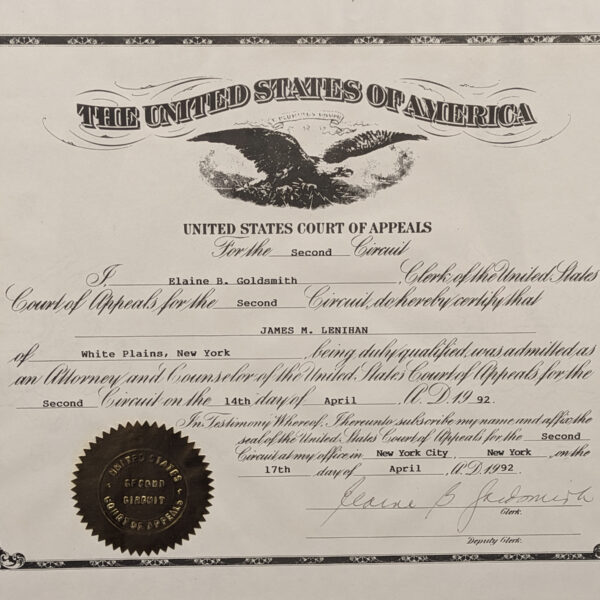 THE UNITED STATES OF AMERICA
E PLURIBUS UNUM
UNITED STATES COURT OF APPEALS
For the Second Circuit
I, Elaine B. Goldsmith, Clerk of the United States
Court of Appeals for the Second Circuit, do hereby certify that
JAMES M. LENIHAN
of White Plains, New York, being duly qualified, was admitted as
an Attorney and Counselor of the United States Court of Appeals for the
Second Circuit on the 14th day of April, A.D. 19 92.
In Testimony Whereof, I hereunto subscribe my name and affix the
seal of the United States Court of Appeals for the Second
Circuit at my office in New York City, New York, on the
17th day of April, A.D. 1992.
Elaine B Goldsmith
Clerk.
Deputy Clerk.
UNITED STATES
SECOND
CIRCUIT
COURT OF APPEALS